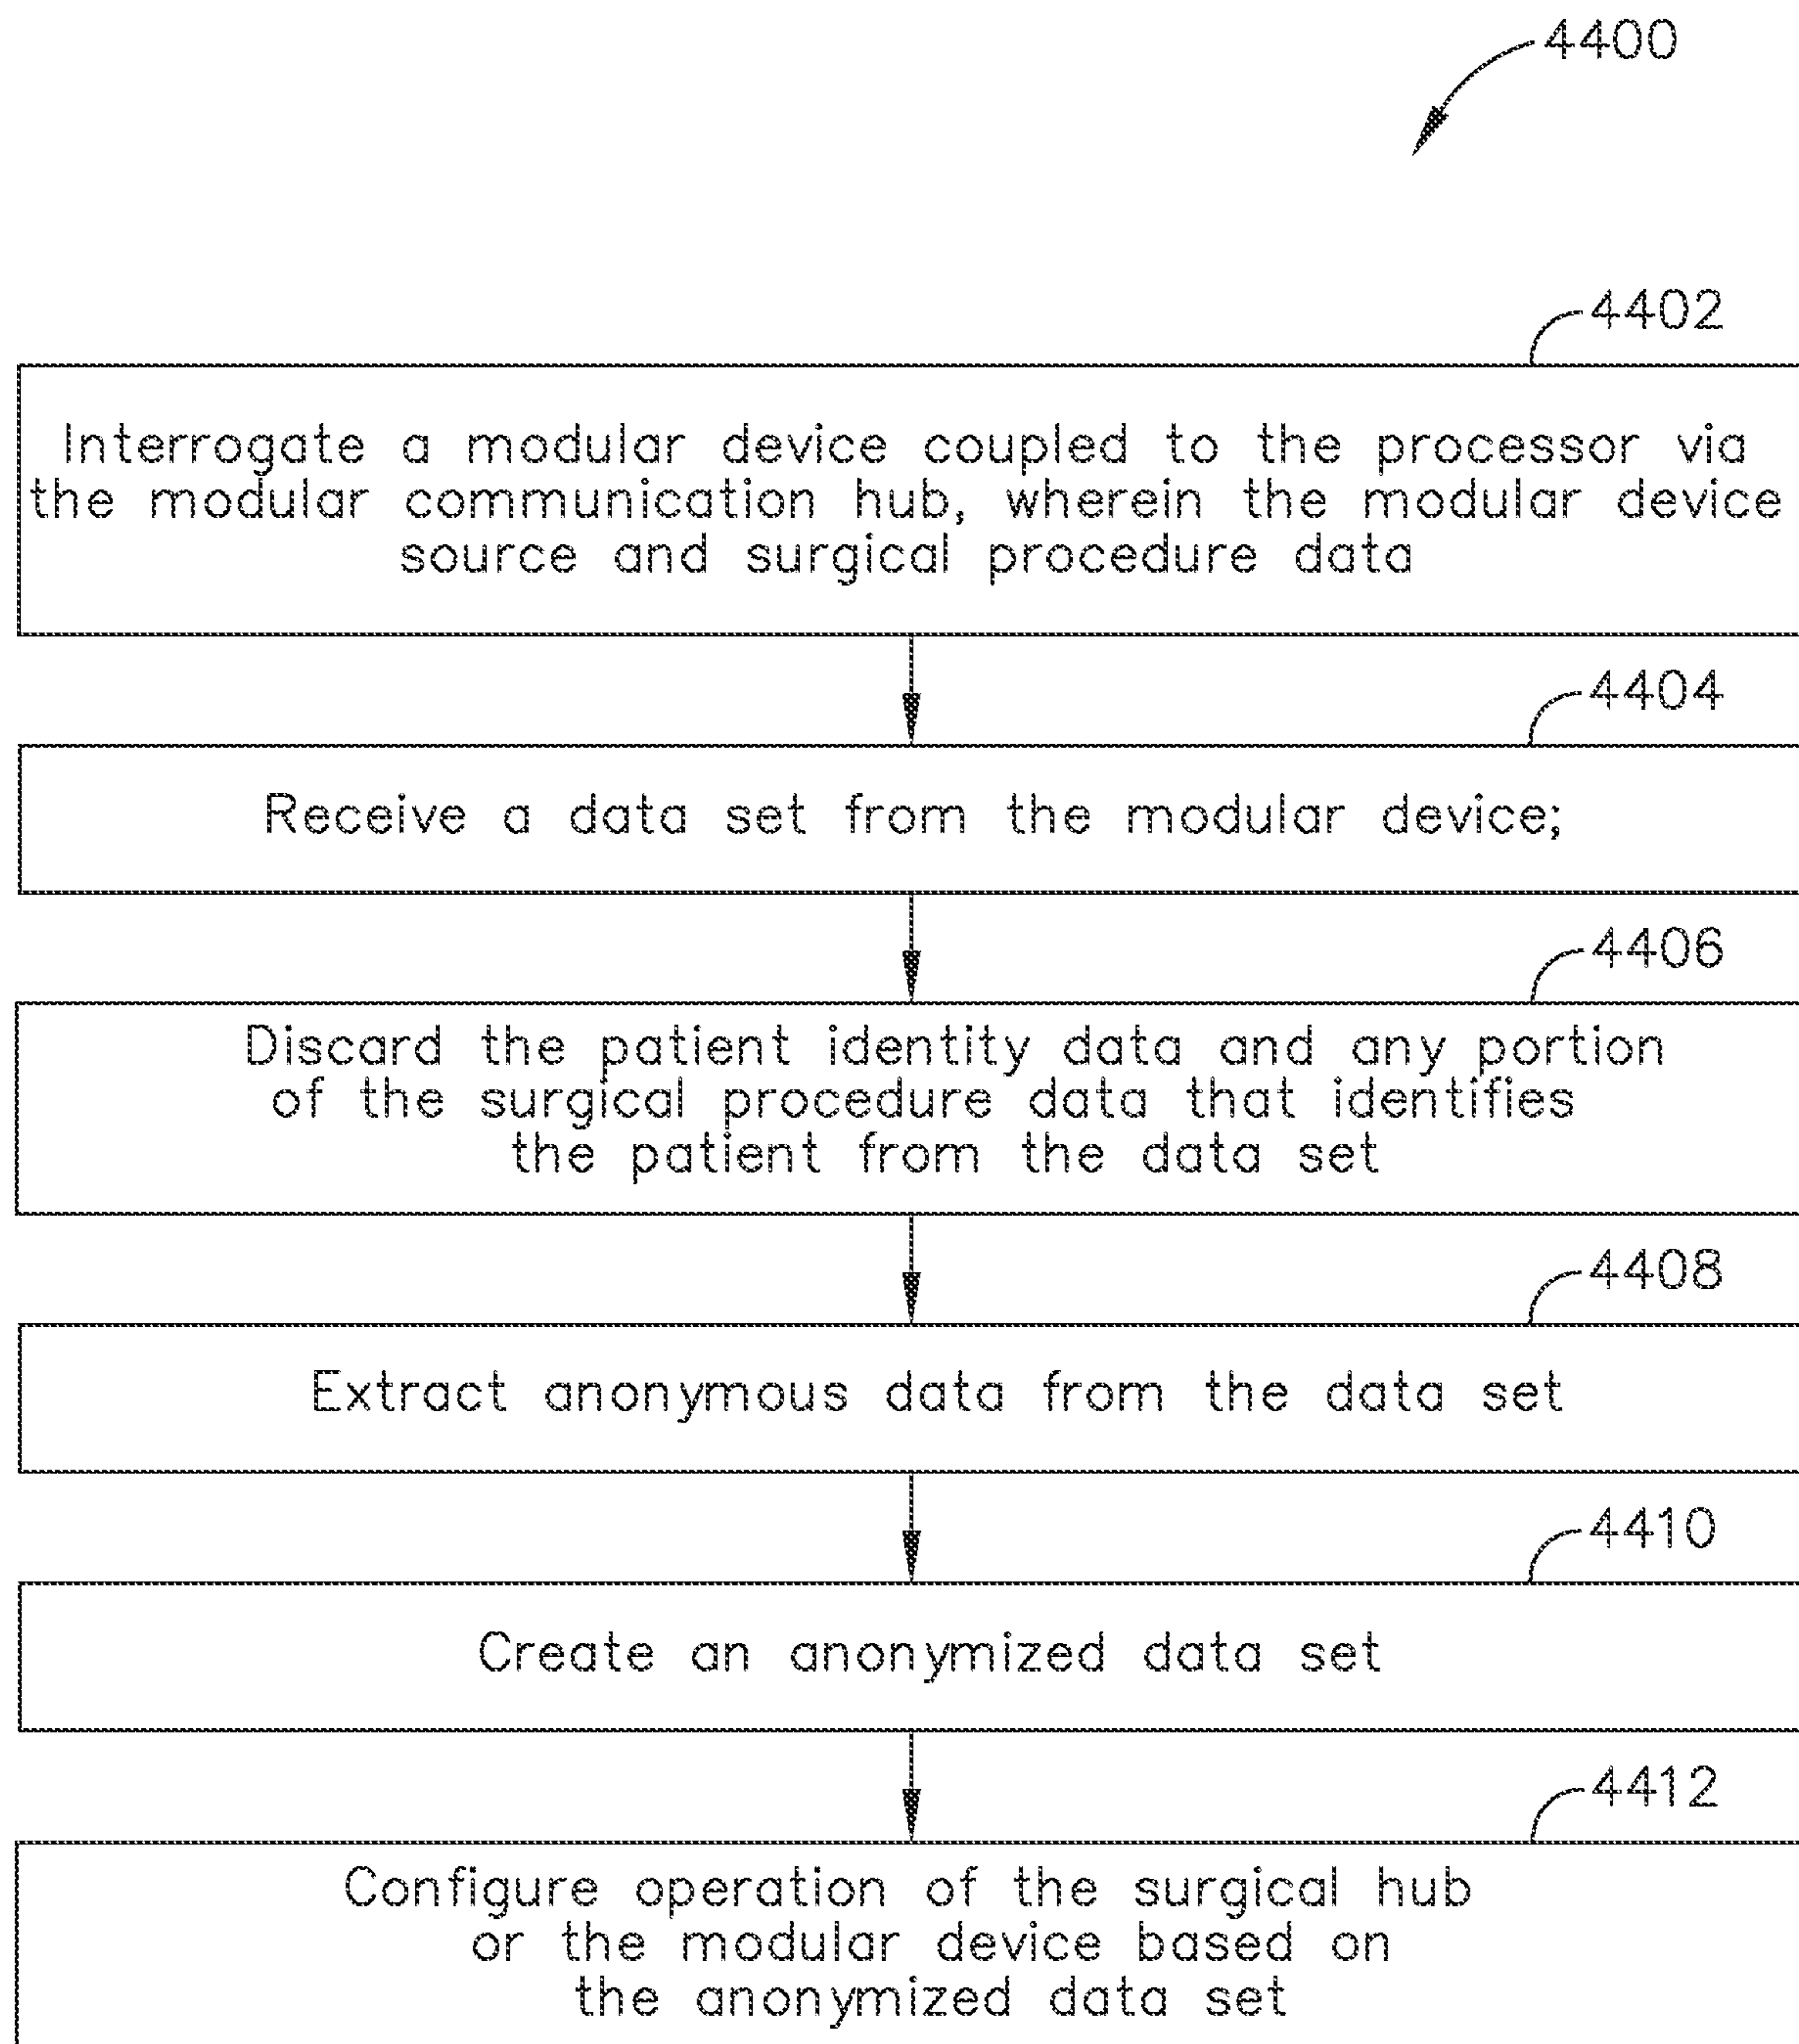 4400
4402
Interrogate a modular device coupled to the processor via
the modular communication hub, wherein the modular device
source and surgical procedure data
4404
Receive a data set from the modular device;
4406
Discard the patient identity data and any portion
of the surgical procedure data that identifies
the patient from the data set
4408
Extract anonymous data from the data set
4410
Create an anonymized data set
4412
Configure operation of the surgical hub
or the modular device based on
the anonymized data set